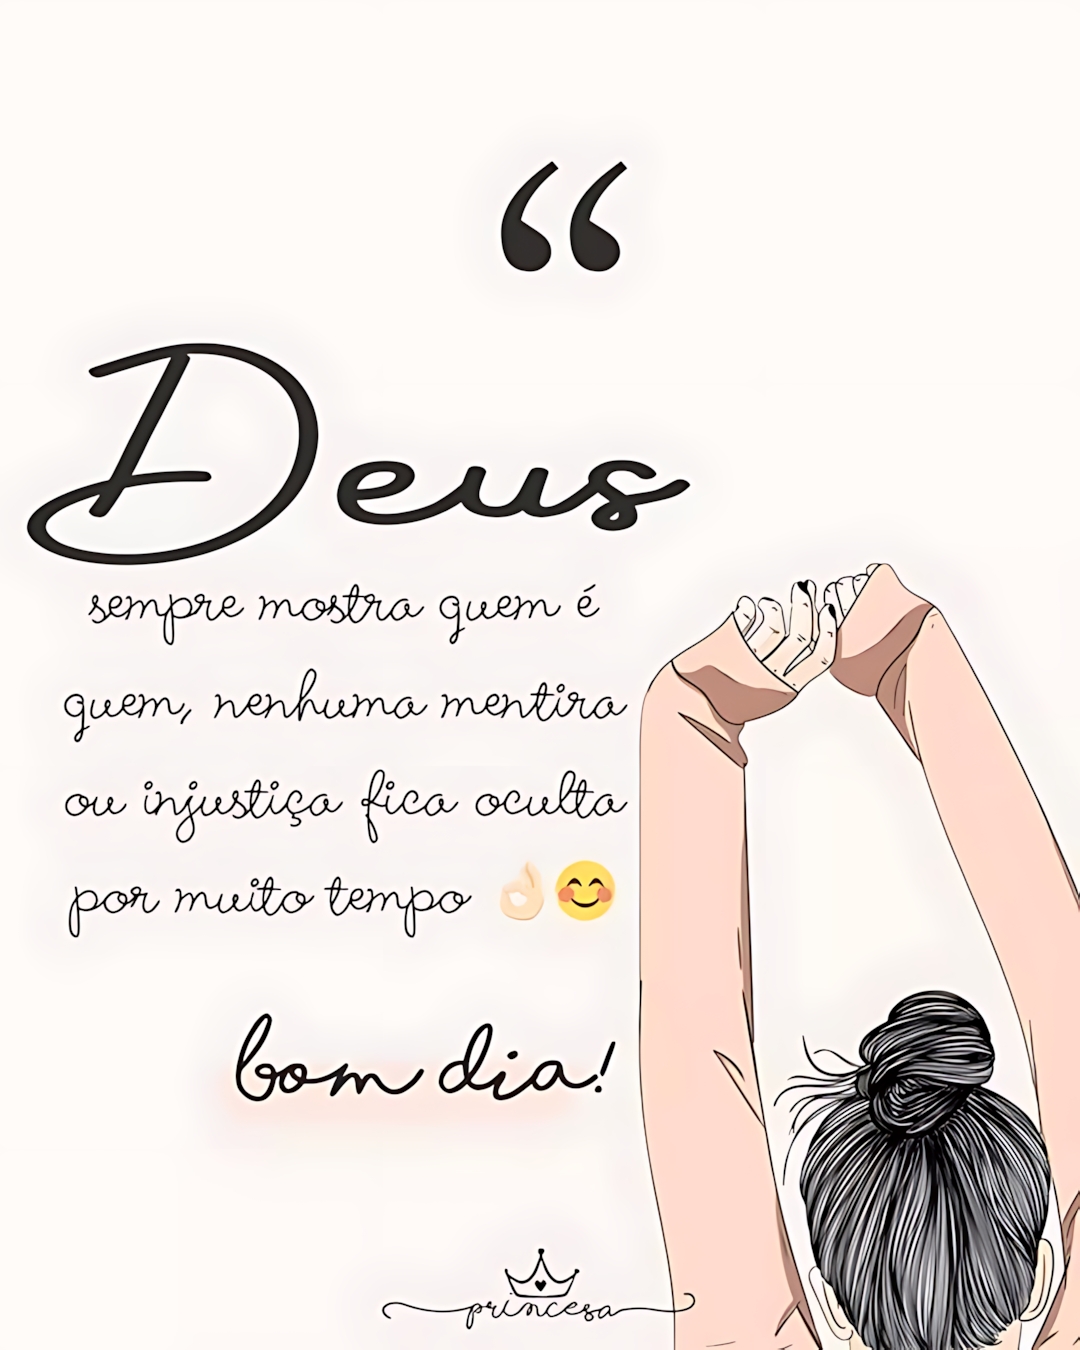 “
Deus
sempre mostra quem é
quem, nenhuma mentira
ou injustiça fica oculta
por muito tempo 👌🏻😊
bom dia!
princesa